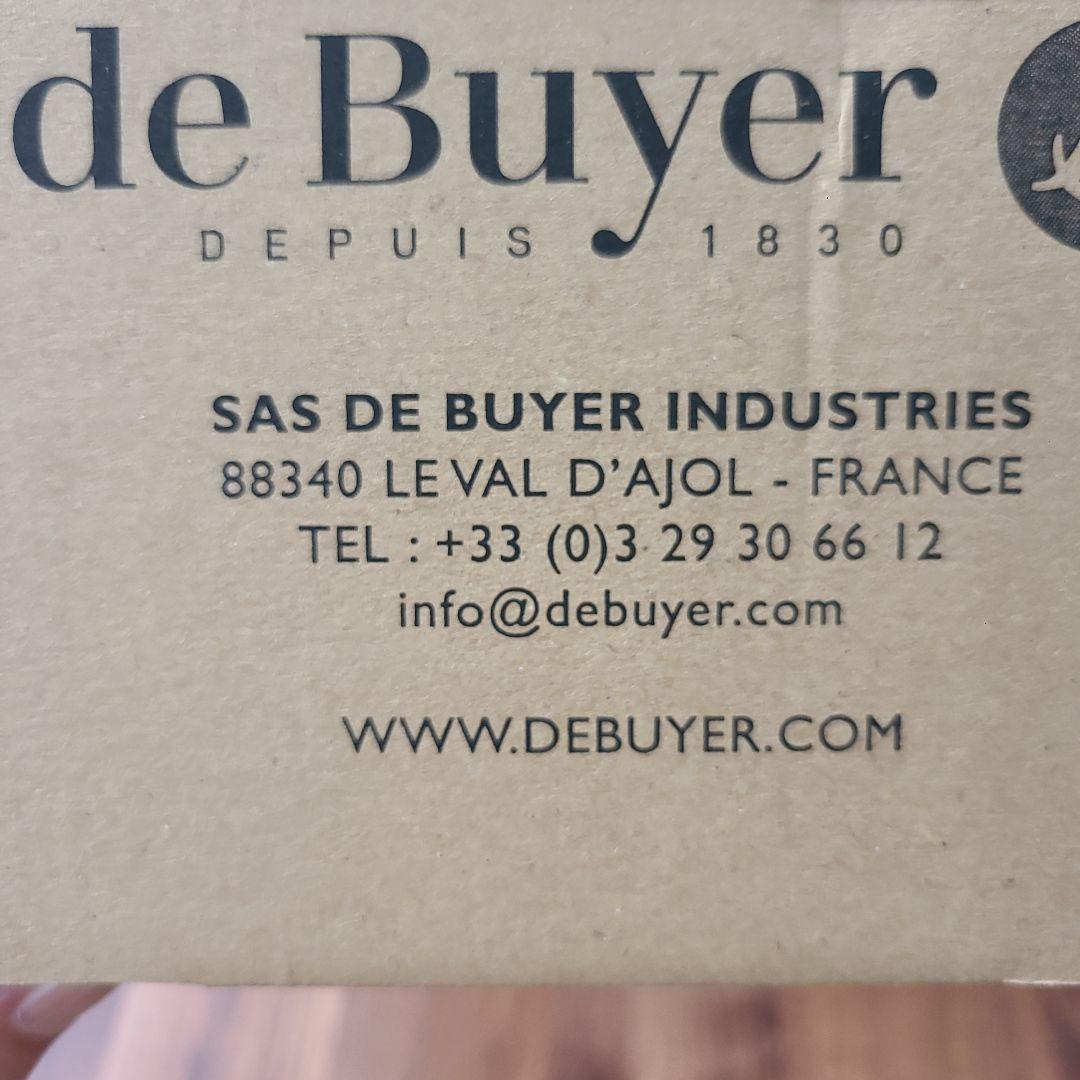 de Buyer
DEPUIS 1830
SAS DE BUYER INDUSTRIES
88340 LE VAL D'AJOL - FRANCE
TEL : +33 (0)3 29 30 66 12
info@debuyer.com
WWW.DEBUYER.COM